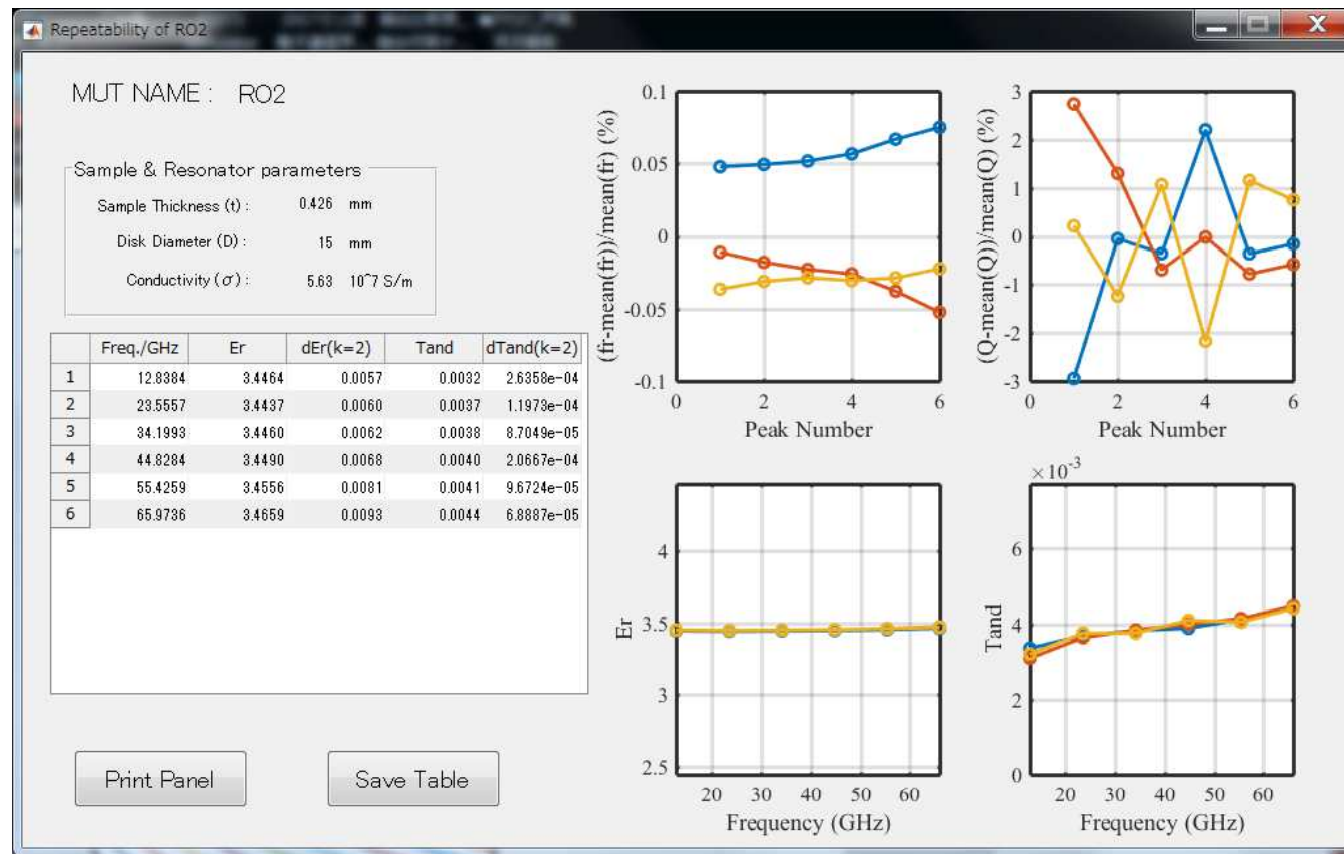 Repeatability of RO2
MUT NAME : RO2
Sample & Resonator parameters
Sample Thickness (t) : 0.426 mm
Disk Diameter (D) : 15 mm
Conductivity (σ) : 5.63 10^7 S/m
Freq./GHz Er dEr(k=2) Tand dTand(k=2)
1 12.8384 3.4464 0.0057 0.0032 2.6358e-04
2 23.5557 3.4437 0.0060 0.0037 1.1973e-04
3 34.1993 3.4460 0.0062 0.0038 8.7049e-05
4 44.8284 3.4490 0.0068 0.0040 2.0667e-04
5 55.4259 3.4556 0.0081 0.0041 9.6724e-05
6 65.9736 3.4659 0.0093 0.0044 6.8887e-05
Print Panel
Save Table
(fr-mean(fr))/mean(fr) (%)
0.1
0.05
0
-0.05
-0.1
0 2 4 6
Peak Number
(Q-mean(Q))/mean(Q) (%)
3
2
1
0
-1
-2
-3
0 2 4 6
Peak Number
Er
4
3.5
3
2.5
20 30 40 50 60
Frequency (GHz)
×10⁻³
Tand
6
4
2
0
20 30 40 50 60
Frequency (GHz)